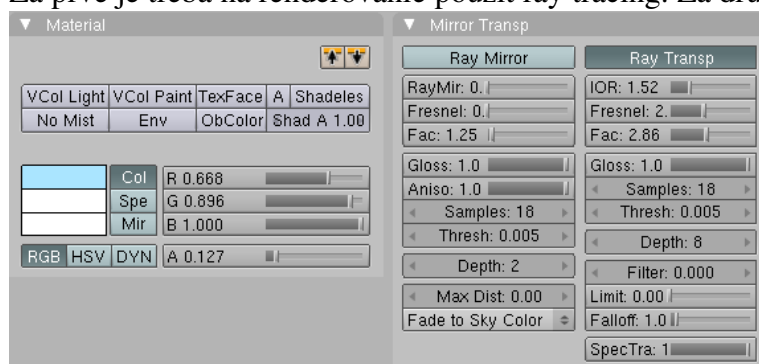 Za prvé je třeba na renderování použít ray tracing. Za dru
Material
VCol Light VCol Paint TexFace A Shadeles
No Mist Env ObColor Shad A 1.00
Col R 0.668
Spe G 0.896
Mir B 1.000
RGB HSV DYN A 0.127
Mirror Transp
Ray Mirror Ray Transp
RayMir: 0. IOR: 1.52
Fresnel: 0. Fresnel: 2.
Fac: 1.25 Fac: 2.86
Gloss: 1.0 Gloss: 1.0
Aniso: 1.0 Samples: 18
Samples: 18 Thresh: 0.005
Thresh: 0.005 Depth: 8
Depth: 2 Filter: 0.000
Max Dist: 0.00 Limit: 0.00
Fade to Sky Color Falloff: 1.0
SpecTra: 1